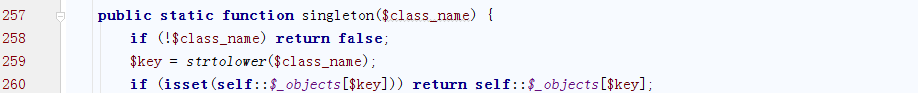 257 public static function singleton($class_name) {
258 if (!$class_name) return false;
259 $key = strtolower($class_name);
260 if (isset(self::$_objects[$key])) return self::$_objects[$key];